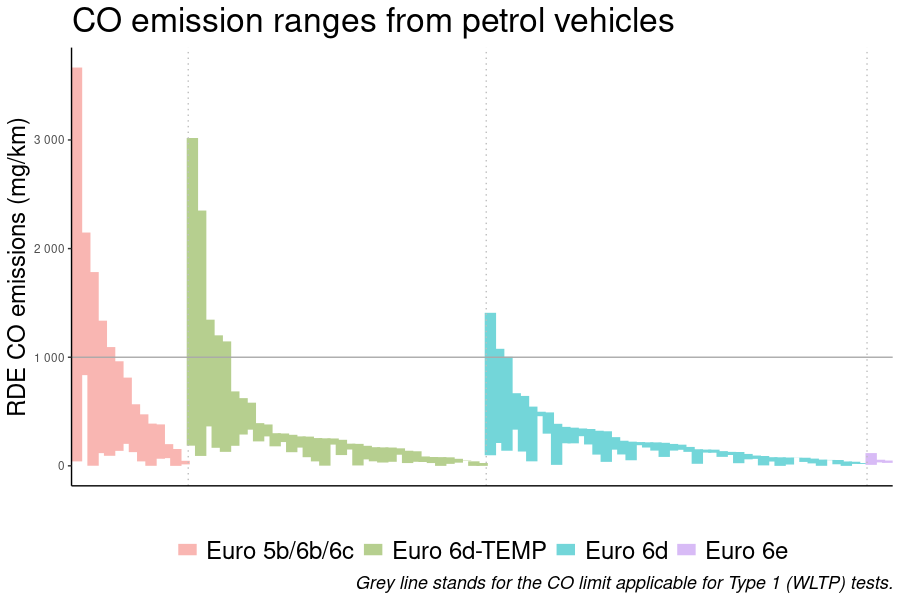 CO emission ranges from petrol vehicles
RDE CO emissions (mg/km)
3 000
2 000
1 000
0
Euro 5b/6b/6c Euro 6d-TEMP Euro 6d Euro 6e
Grey line stands for the CO limit applicable for Type 1 (WLTP) tests.